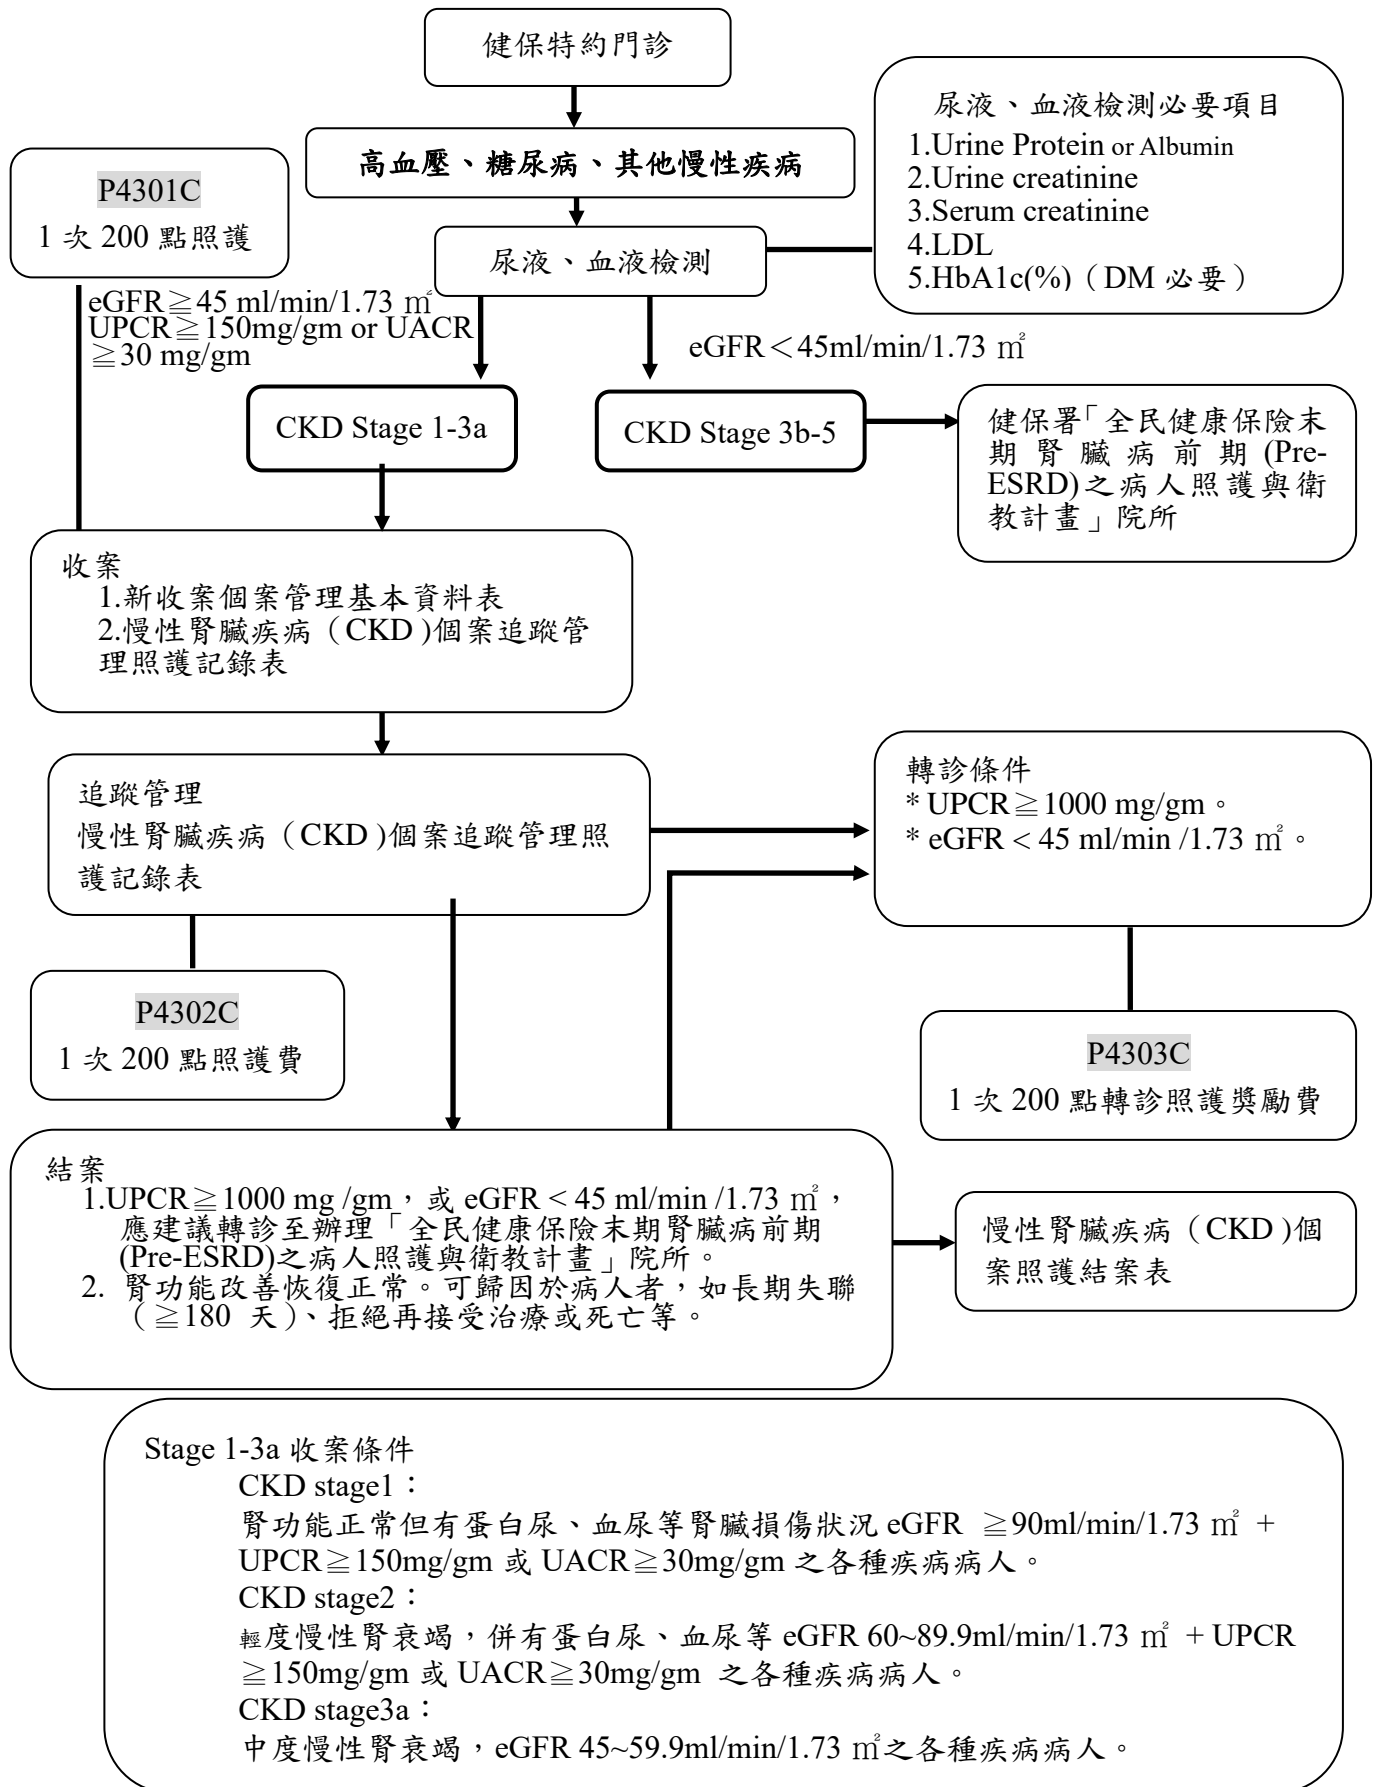 健保特約門診
尿液、血液檢測必要項目
1.Urine Protein or Albumin
2.Urine creatinine
3.Serum creatinine
4.LDL
5.HbA1c(%)（DM 必要）
高血壓、糖尿病、其他慢性疾病
P4301C
1 次 200 點照護
尿液、血液檢測
eGFR≧45 ml/min/1.73 ㎡
UPCR≧150mg/gm or UACR
≧30 mg/gm
eGFR＜45ml/min/1.73 ㎡
CKD Stage 1-3a
CKD Stage 3b-5
健保署「全民健康保險末
期腎臟病前期(Pre-
ESRD)之病人照護與衛
教計畫」院所
收案
1.新收案個案管理基本資料表
2.慢性腎臟疾病（CKD )個案追蹤管
理照護記錄表
追蹤管理
慢性腎臟疾病（CKD )個案追蹤管理照
護記錄表
轉診條件
* UPCR≧1000 mg/gm。
* eGFR < 45 ml/min /1.73 ㎡。
P4302C
1 次 200 點照護費
P4303C
1 次 200 點轉診照護獎勵費
結案
1.UPCR≧1000 mg /gm，或 eGFR < 45 ml/min /1.73 ㎡，
應建議轉診至辦理「全民健康保險末期腎臟病前期
(Pre-ESRD)之病人照護與衛教計畫」院所。
2. 腎功能改善恢復正常。可歸因於病人者，如長期失聯
（≧180 天）、拒絕再接受治療或死亡等。
慢性腎臟疾病（CKD )個
案照護結案表
Stage 1-3a 收案條件
CKD stage1：
腎功能正常但有蛋白尿、血尿等腎臟損傷狀況 eGFR ≧90ml/min/1.73 ㎡ +
UPCR≧150mg/gm 或 UACR≧30mg/gm 之各種疾病病人。
CKD stage2：
輕度慢性腎衰竭，併有蛋白尿、血尿等 eGFR 60~89.9ml/min/1.73 ㎡ + UPCR
≧150mg/gm 或 UACR≧30mg/gm 之各種疾病病人。
CKD stage3a：
中度慢性腎衰竭，eGFR 45~59.9ml/min/1.73 ㎡之各種疾病病人。